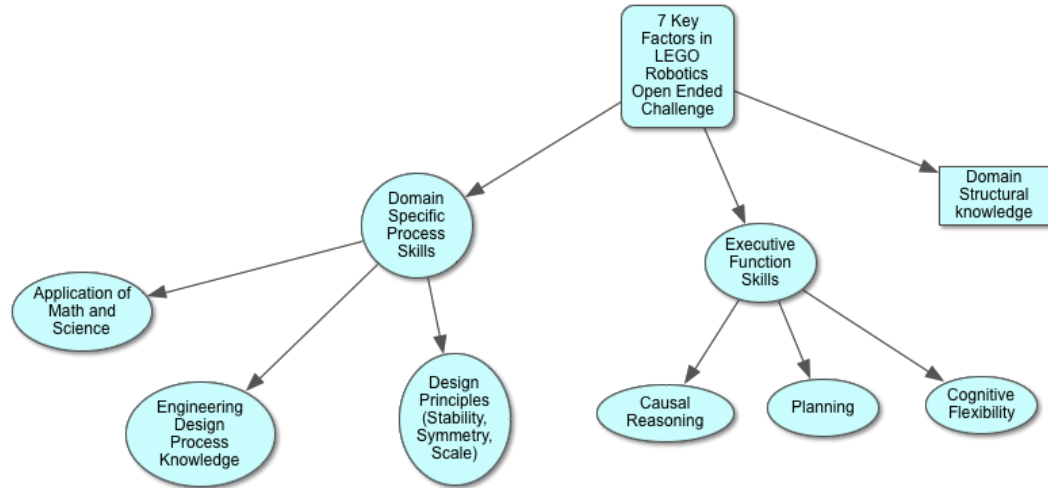 7 Key
Factors in
LEGO
Robotics
Open Ended
Challenge
Domain
Structural
knowledge
Domain
Specific
Process
Skills
Executive
Function
Skills
Application of
Math and
Science
Engineering
Design
Process
Knowledge
Design
Principles
(Stability,
Symmetry,
Scale)
Causal
Reasoning
Planning
Cognitive
Flexibility